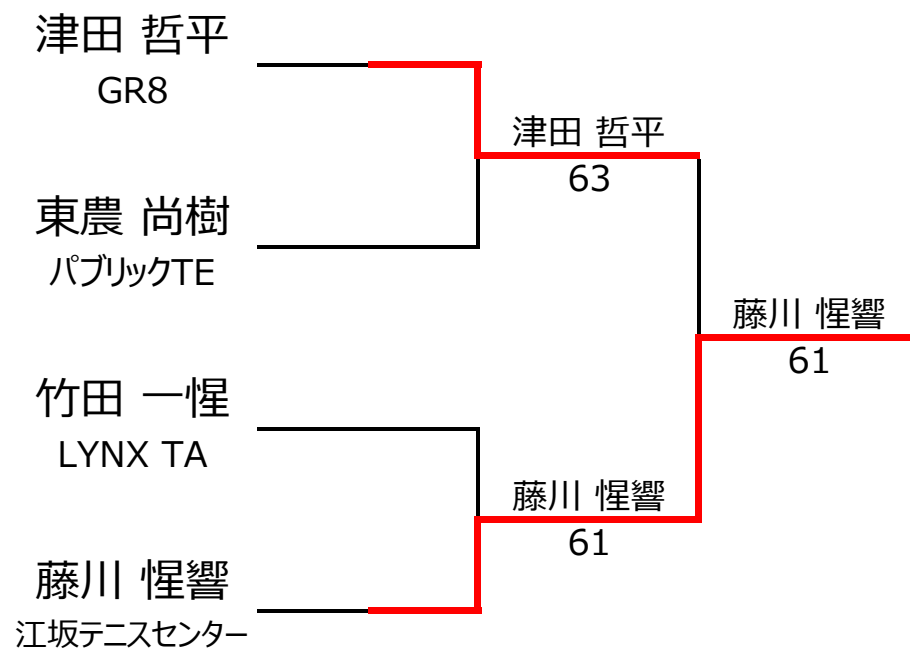 津田 哲平
GR8
東農 尚樹
パブリックTE
竹田 一惺
LYNX TA
藤川 惺響
江坂テニスセンター
津田 哲平
63
藤川 惺響
61
藤川 惺響
61